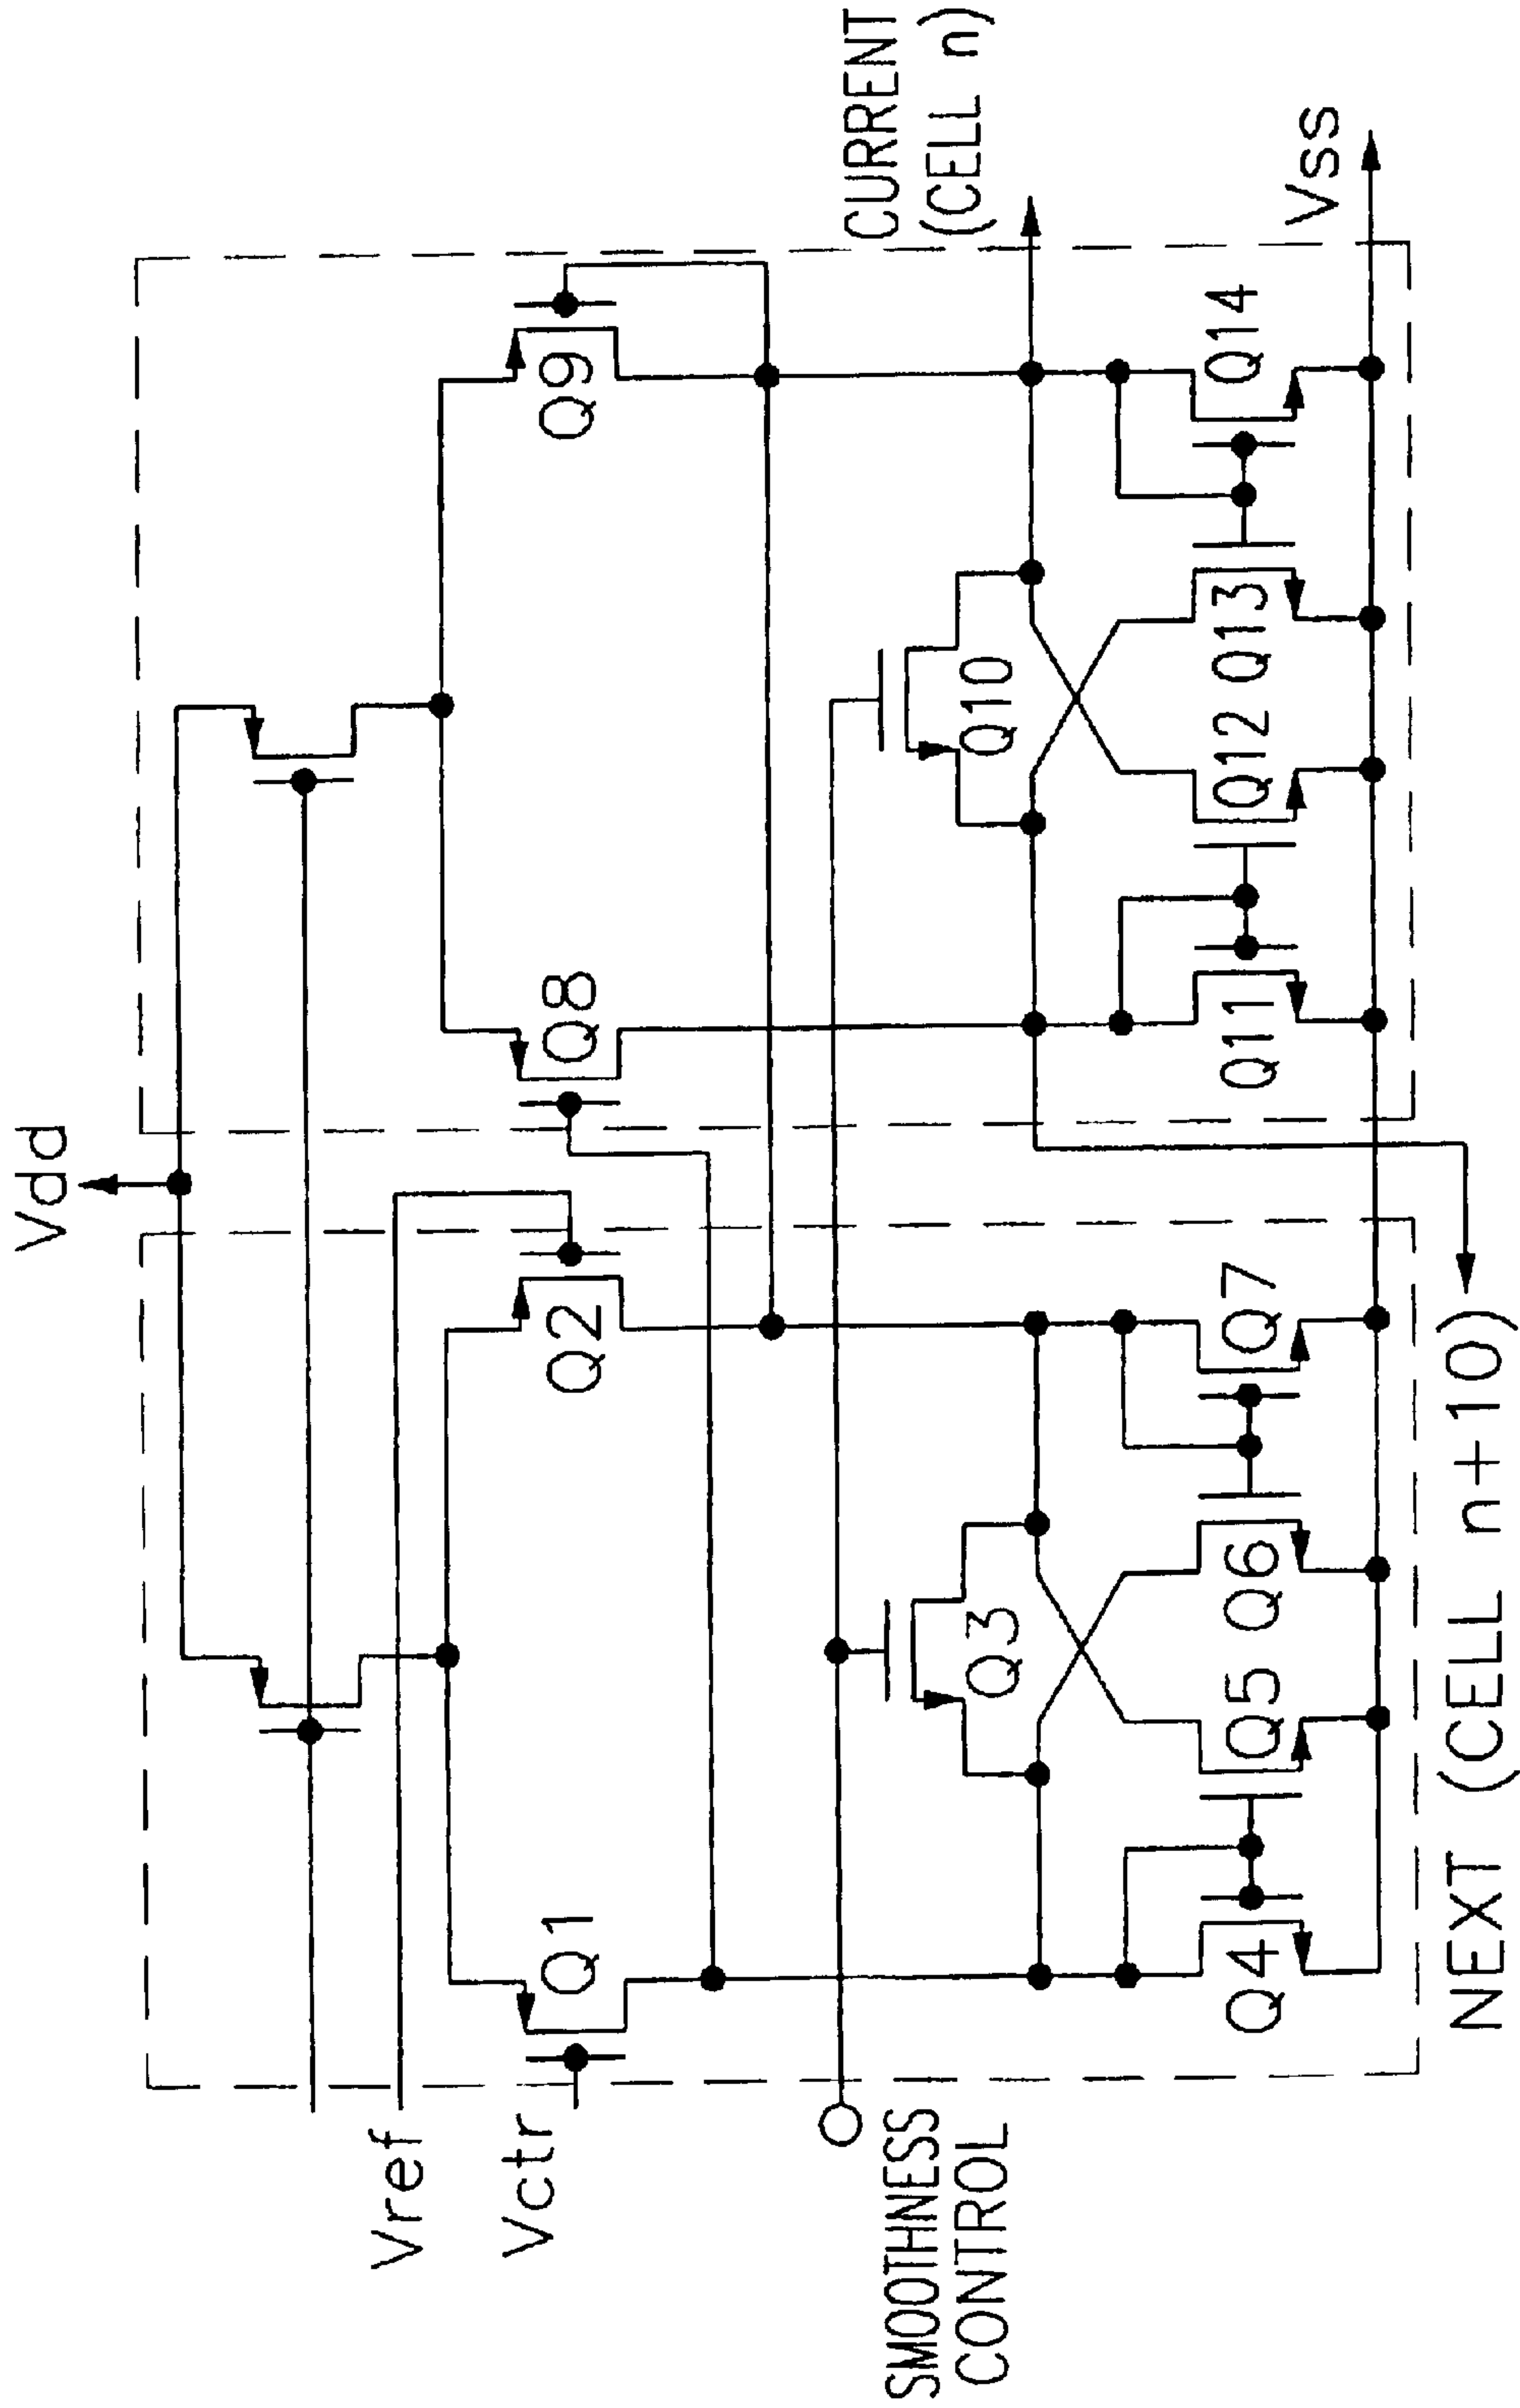 Vdd
Vref
Vctr
SMOOTHNESS
CONTROL
Q1
Q2
Q8
Q9
Q3
Q10
CURRENT
(CELL n)
Q4
Q5
Q6
Q7
Q11
Q12
Q13
Q14
Vss
NEXT (CELL n+10)